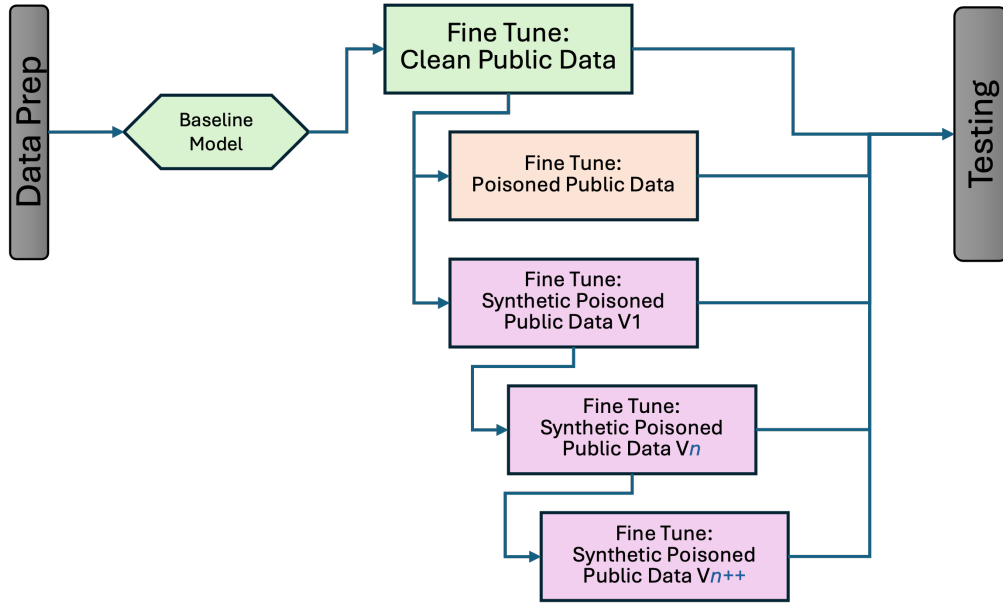 Data Prep
Baseline
Model
Fine Tune:
Clean Public Data
Fine Tune:
Poisoned Public Data
Fine Tune:
Synthetic Poisoned
Public Data V1
Fine Tune:
Synthetic Poisoned
Public Data Vn
Fine Tune:
Synthetic Poisoned
Public Data Vn++
Testing